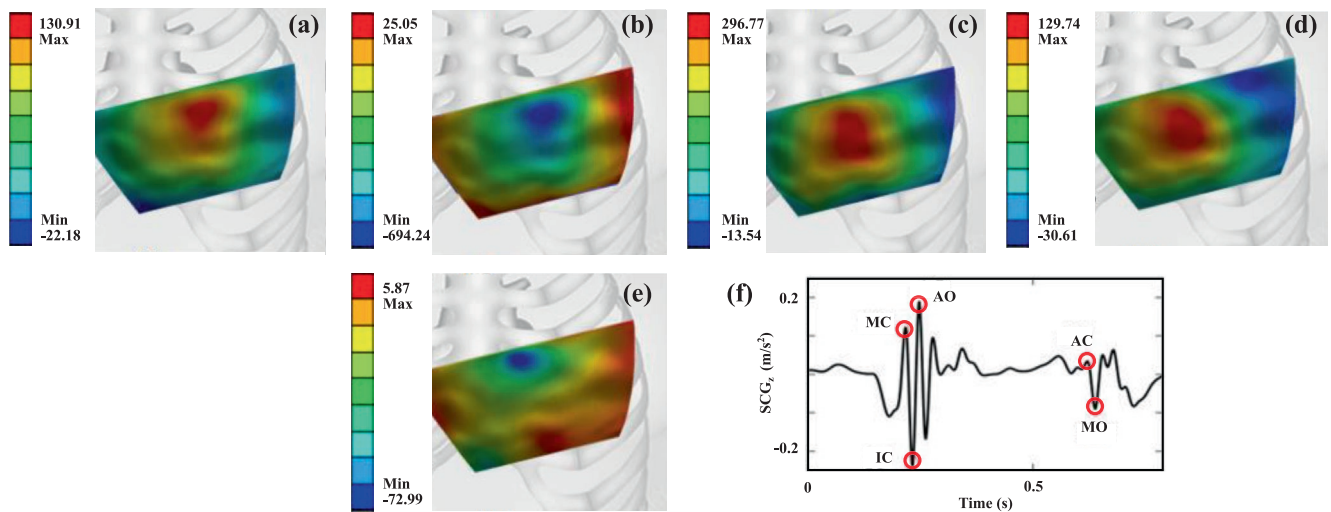 130.91
Max
Min
-22.18
(a)
25.05
Max
Min
-694.24
(b)
296.77
Max
Min
-13.54
(c)
129.74
Max
Min
-30.61
(d)
5.87
Max
Min
-72.99
(e)
(f)
SCGz (m/s²)
0.2
-0.2
MC
AO
IC
AC
MO
0
0.5
Time (s)